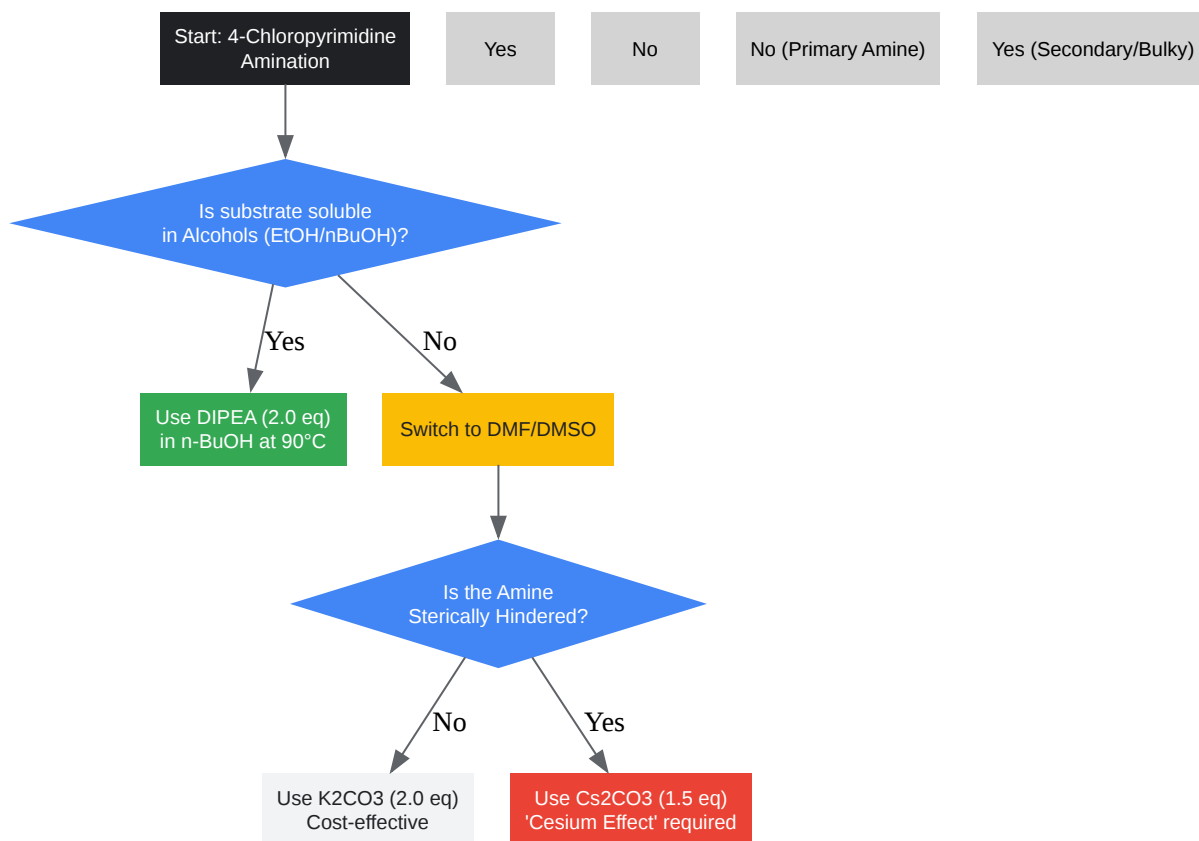 Start: 4-Chloropyrimidine
Amination
Yes
No
No (Primary Amine)
Yes (Secondary/Bulky)
Is substrate soluble
in Alcohols (EtOH/nBuOH)?
Yes
No
Use DIPEA (2.0 eq)
in n-BuOH at 90°C
Switch to DMF/DMSO
Is the Amine
Sterically Hindered?
No
Yes
Use K2CO3 (2.0 eq)
Cost-effective
Use Cs2CO3 (1.5 eq)
'Cesium Effect' required